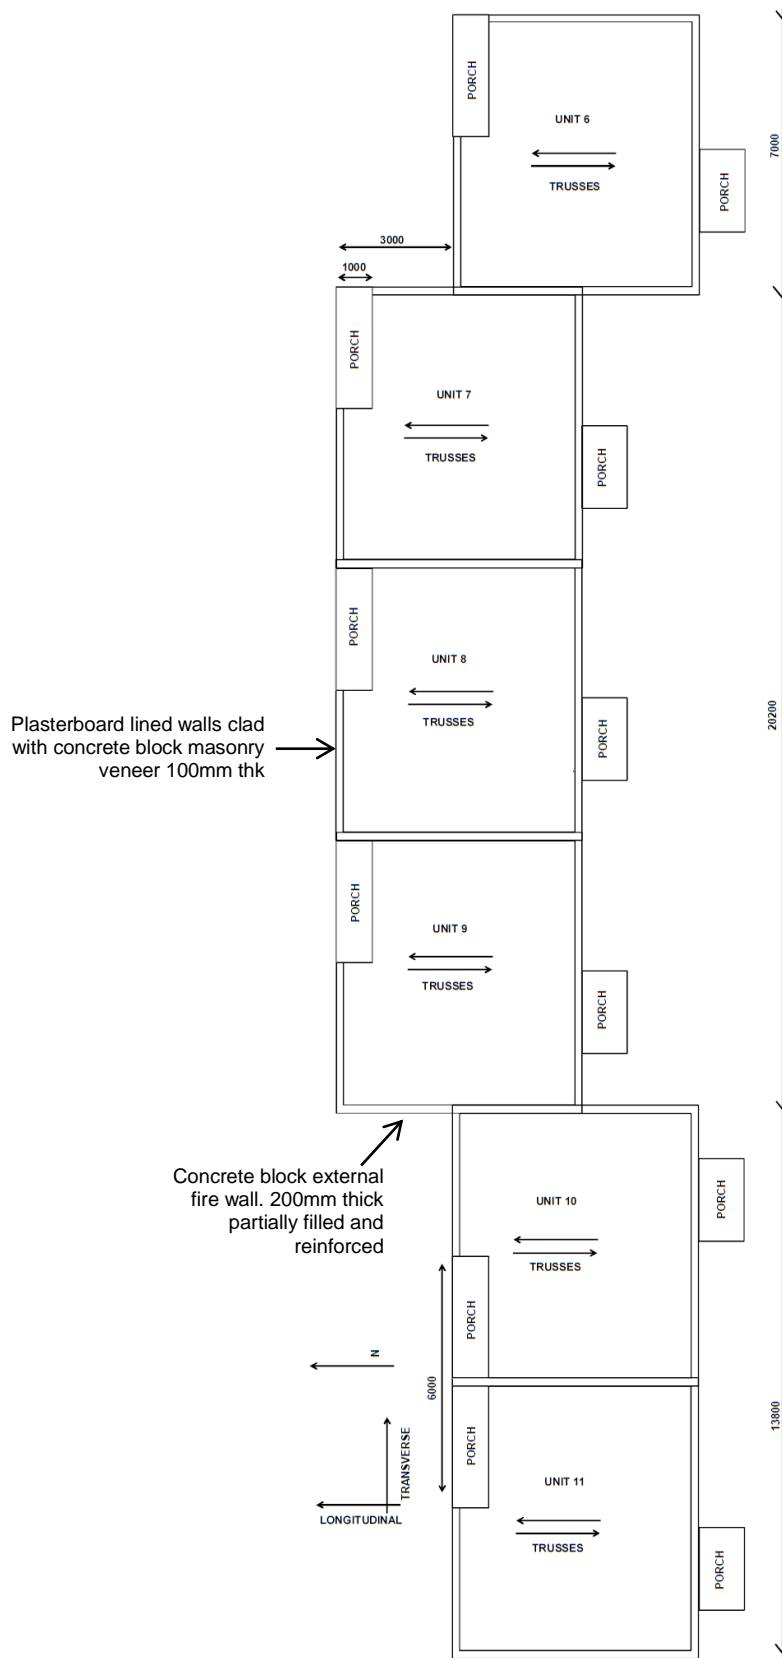 PORCH
UNIT 6
TRUSSES
PORCH
7000
3000
1000
PORCH
UNIT 7
TRUSSES
PORCH
PORCH
UNIT 8
TRUSSES
PORCH
20200
Plasterboard lined walls clad
with concrete block masonry
veneer 100mm thk
PORCH
UNIT 9
TRUSSES
PORCH
Concrete block external
fire wall. 200mm thick
partially filled and
reinforced
PORCH
UNIT 10
TRUSSES
PORCH
6000
N
TRANSVERSE
LONGITUDINAL
13800
PORCH
UNIT 11
TRUSSES
PORCH